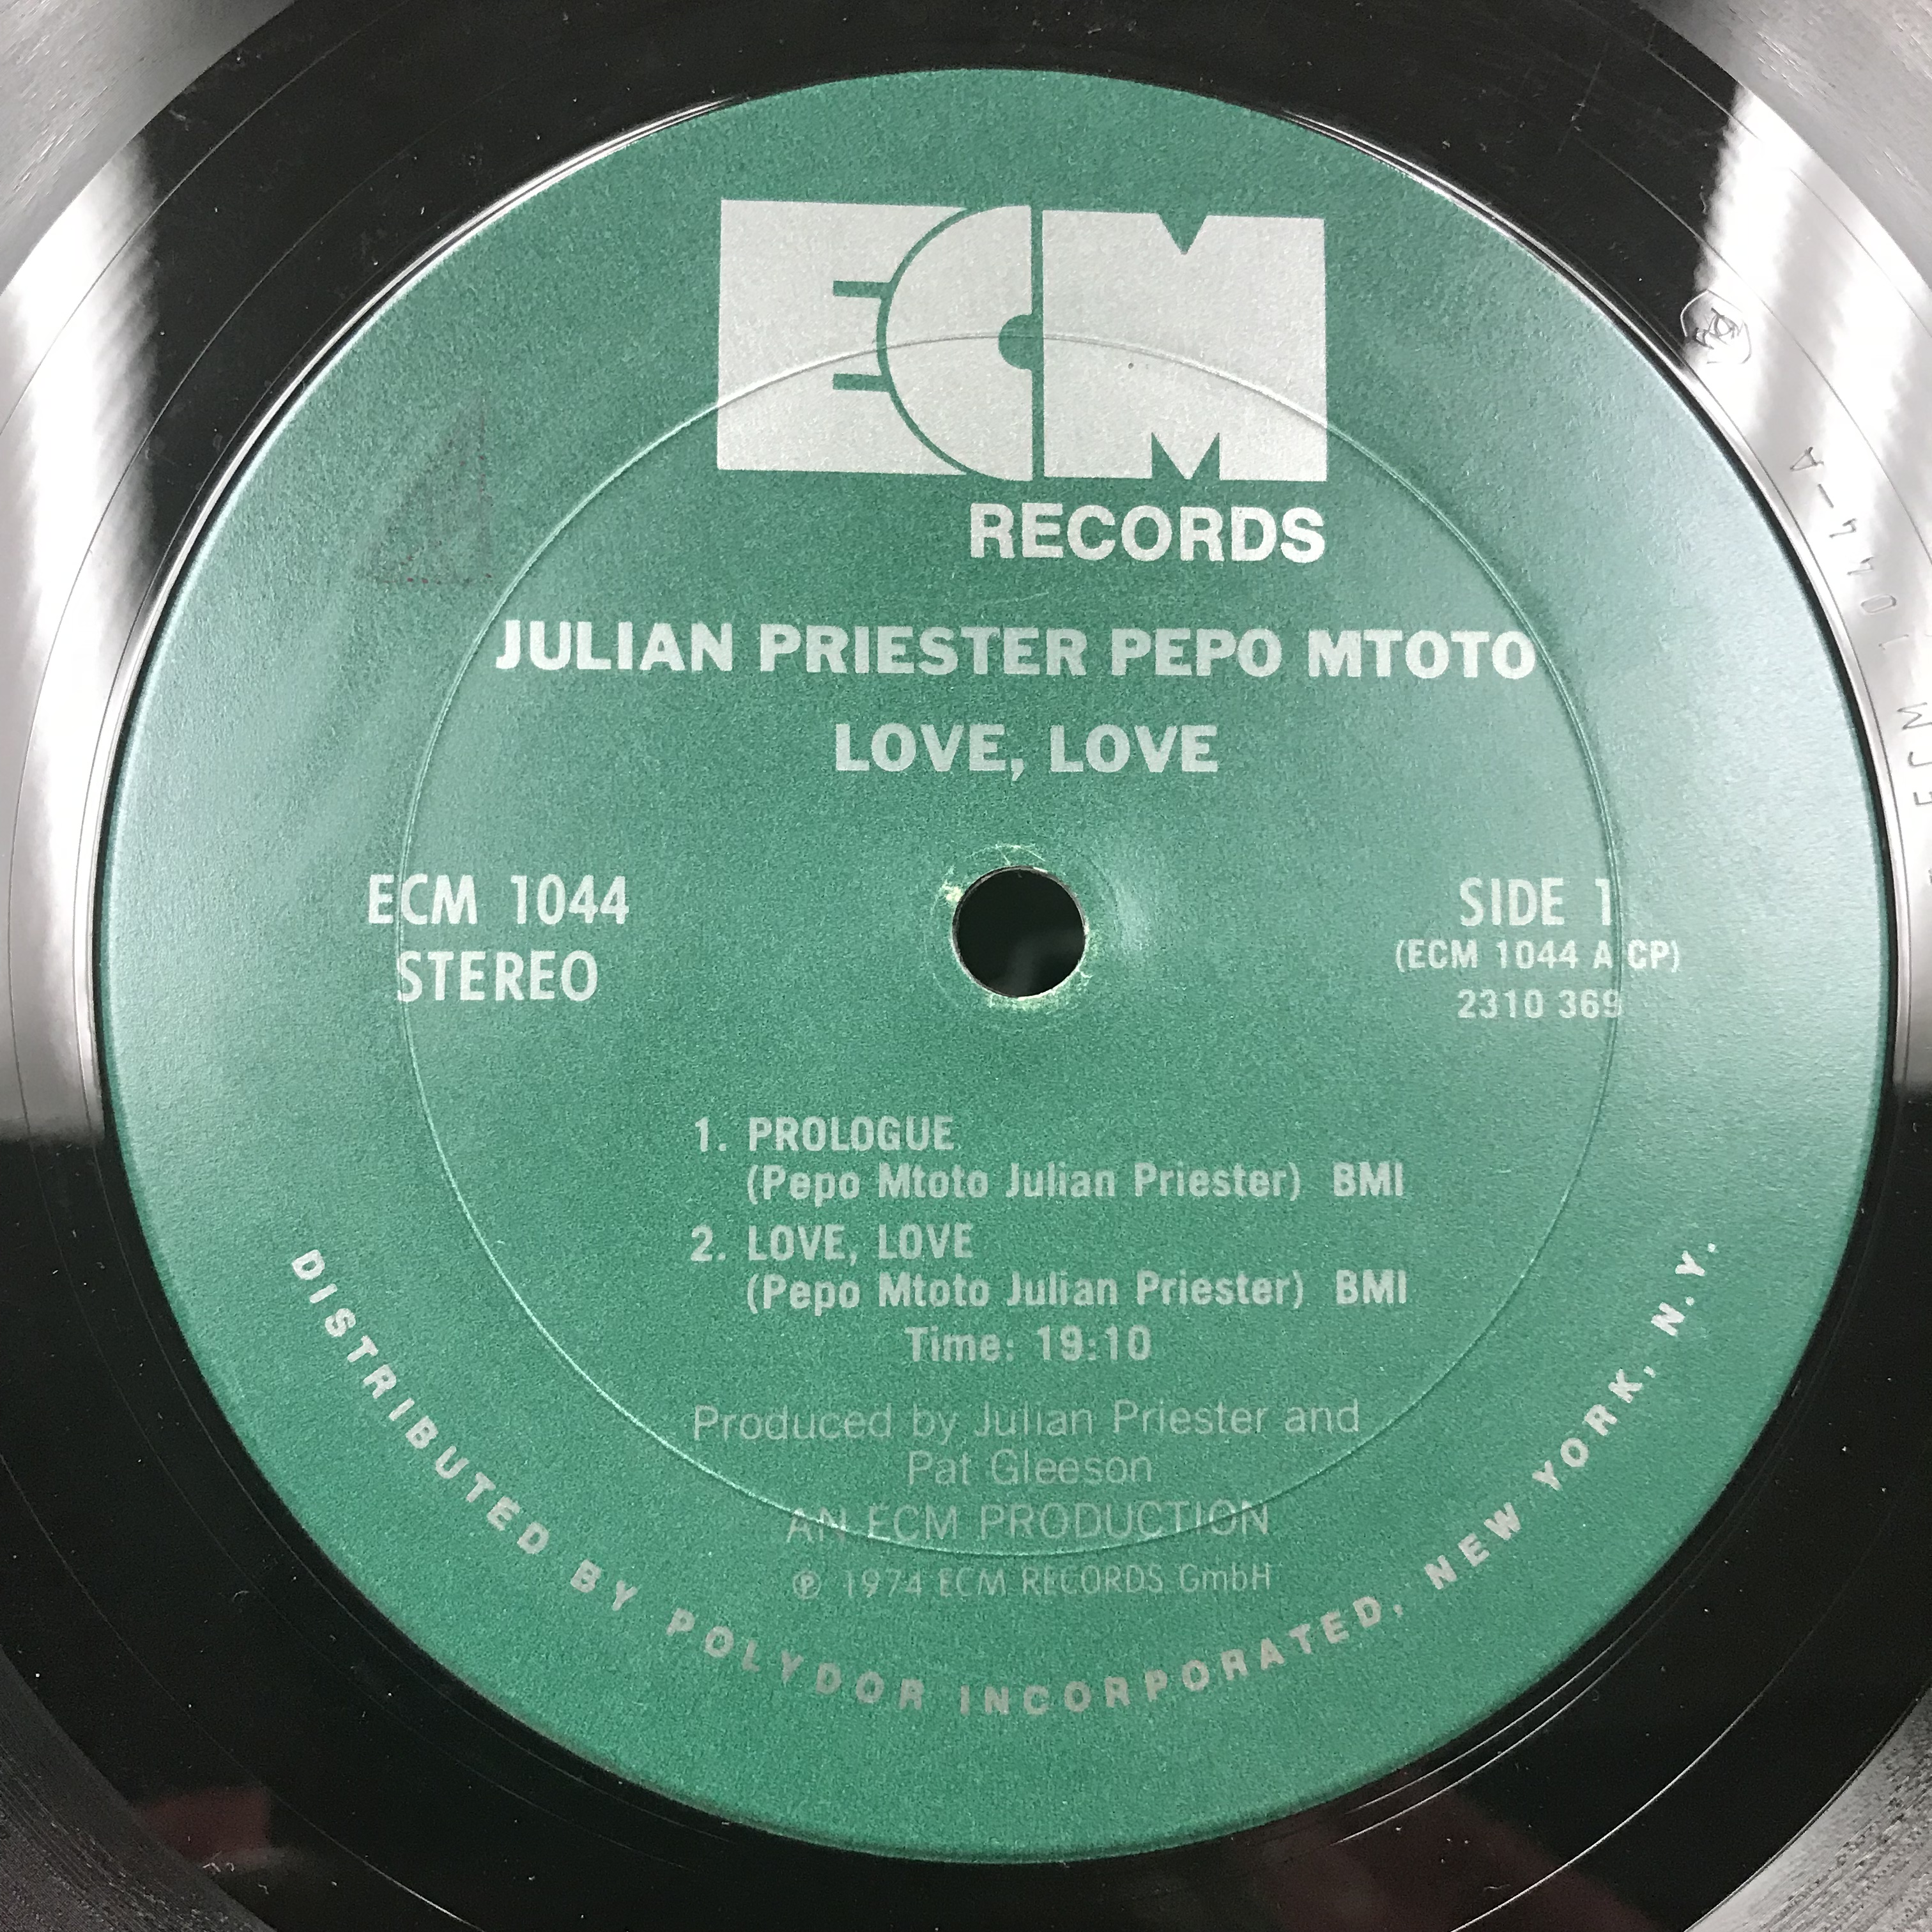 ECM
RECORDS
JULIAN PRIESTER PEPO MTOTO
LOVE, LOVE
ECM 1044
STEREO
SIDE 1
(ECM 1044 A CP)
2310 369
1. PROLOGUE
(Pepo Mtoto Julian Priester) BMI
2. LOVE, LOVE
(Pepo Mtoto Julian Priester) BMI
Time: 19:10
Produced by Julian Priester and
Pat Gleeson
AN ECM PRODUCTION
℗ 1974 ECM RECORDS GmbH
DISTRIBUTED BY POLYDOR INCORPORATED, NEW YORK, N.Y.
ECM 1044-A